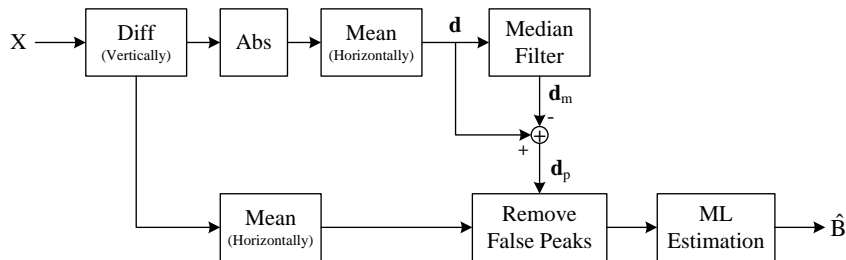 X
Diff
(Vertically)
Abs
Mean
(Horizontally)
d
Median
Filter
dₘ
-
+
+
dₚ
Mean
(Horizontally)
Remove
False Peaks
ML
Estimation
B̂